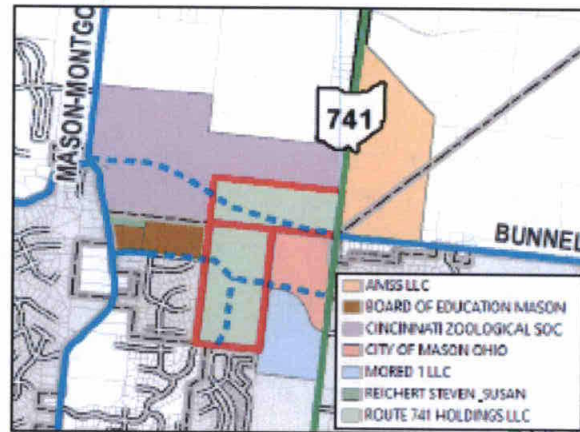 MASON-MONTGO
741
BUNNEL
AMSS LLC
BOARD OF EDUCATION MASON
CINCINNATI ZOOLOGICAL SOC
CITY OF MASON OHIO
MORED 1 LLC
REICHERT STEVEN_SUSAN
ROUTE 741 HOLDINGS LLC